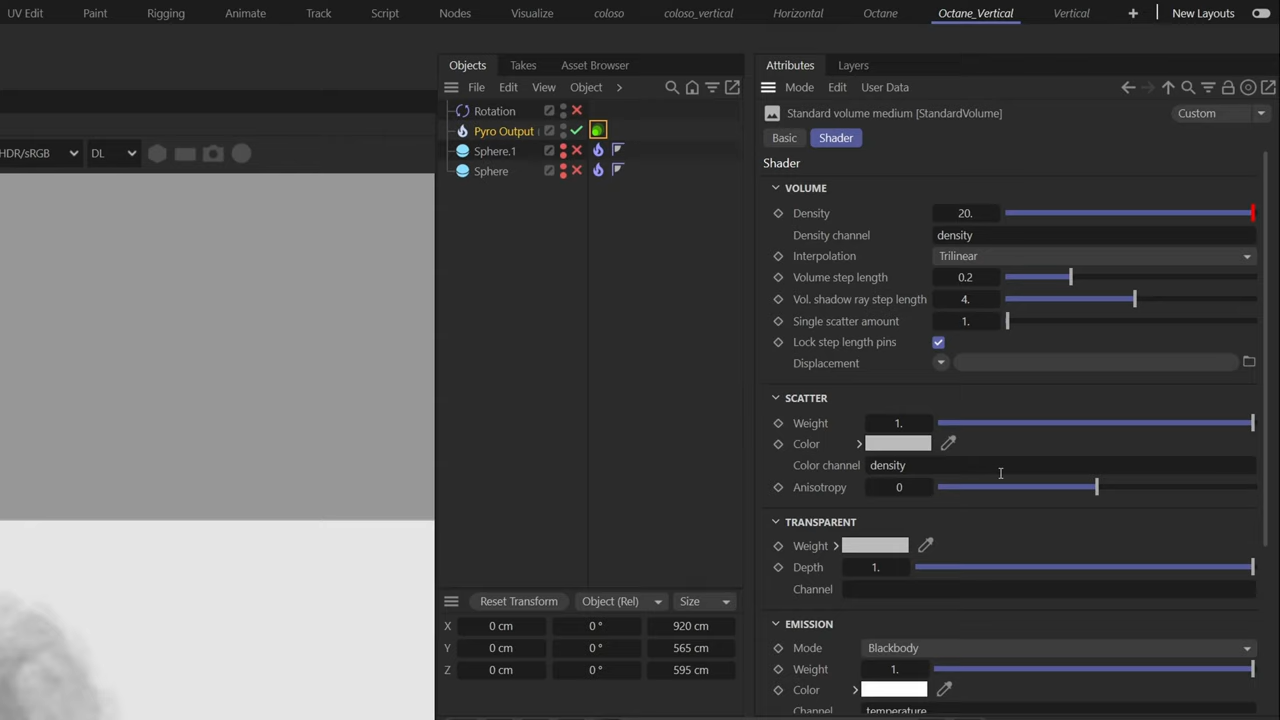 UV Edit Paint Rigging Animate Track Script Nodes Visualize coloso coloso_vertical Horizontal Octane Octane_Vertical Vertical + New Layouts
Objects Takes Asset Browser
File Edit View Object
Rotation
Pyro Output
Sphere.1
Sphere
HDR/sRGB DL
Reset Transform Object (Rel) Size
X 0 cm 0 ° 920 cm
Y 0 cm 0 ° 565 cm
Z 0 cm 0 ° 595 cm
Attributes Layers
Mode Edit User Data
Standard volume medium [StandardVolume] Custom
Basic Shader
Shader
VOLUME
Density 20.
Density channel density
Interpolation Trilinear
Volume step length 0.2
Vol. shadow ray step length 4.
Single scatter amount 1.
Lock step length pins
Displacement
SCATTER
Weight 1.
Color
Color channel density
Anisotropy 0
TRANSPARENT
Weight
Depth 1.
Channel
EMISSION
Mode Blackbody
Weight 1.
Color
Channel temperature